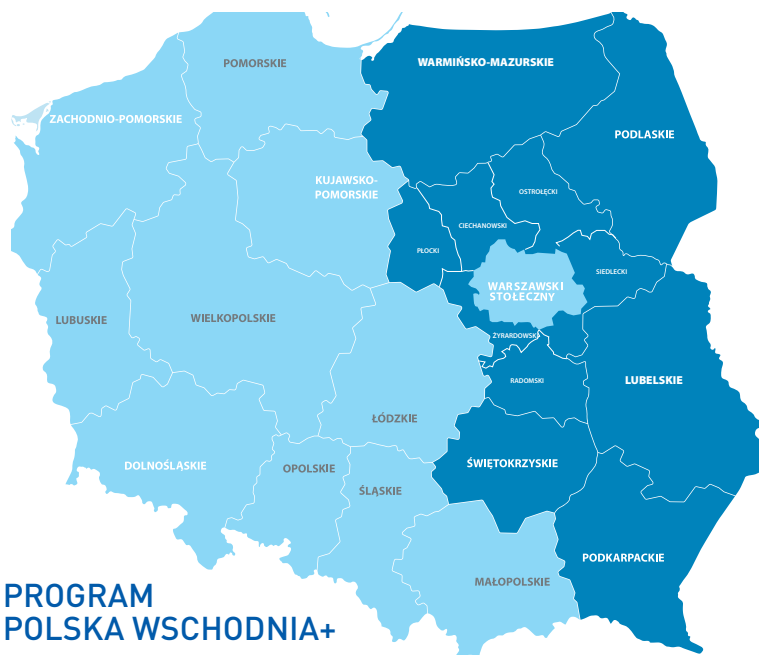 POMORSKIE
WARMIŃSKO-MAZURSKIE
ZACHODNIO-POMORSKIE
PODLASKIE
KUJAWSKO-
POMORSKIE
OSTROŁĘCKI
CIECHANOWSKI
PŁOCKI
SIEDLECKI
WARSZAWSKI
STOŁECZNY
LUBUSKIE
WIELKOPOLSKIE
ŻYRARDOWSKI
RADOMSKI
LUBELSKIE
ŁÓDZKIE
DOLNOŚLĄSKIE
OPOLSKIE
ŚWIĘTOKRZYSKIE
ŚLĄSKIE
PODKARPACKIE
MAŁOPOLSKIE
PROGRAM
POLSKA WSCHODNIA+